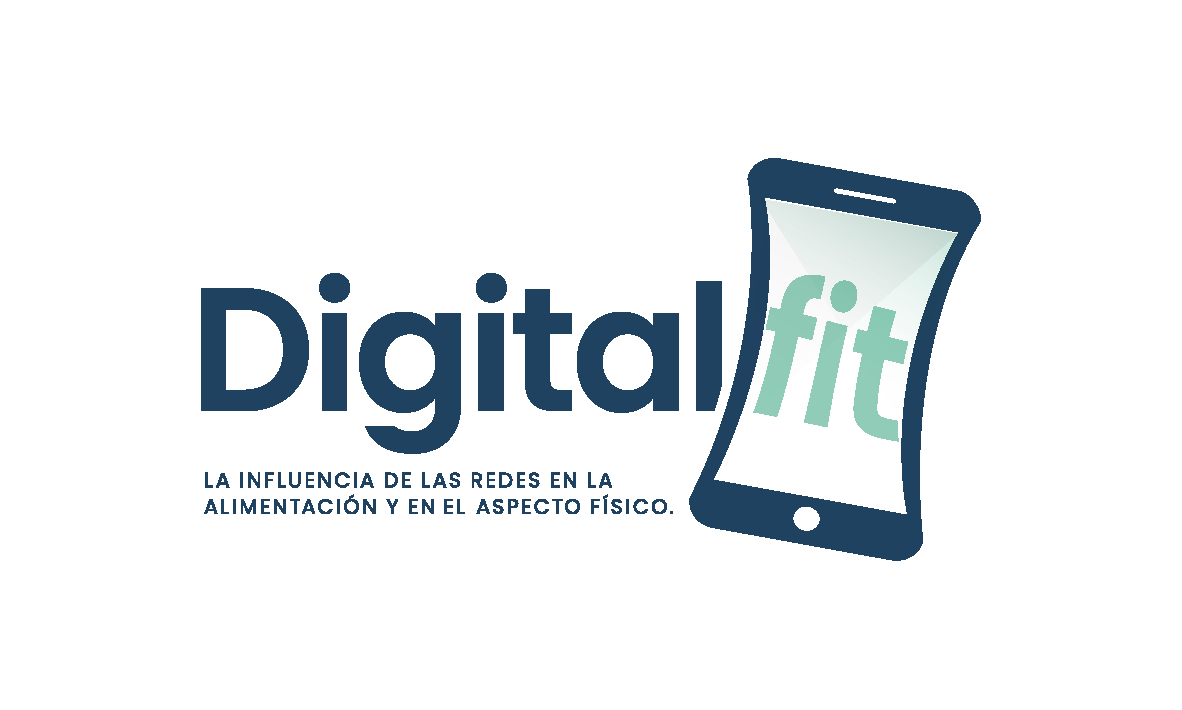 Digital fit
LA INFLUENCIA DE LAS REDES EN LA
ALIMENTACIÓN Y EN EL ASPECTO FÍSICO.